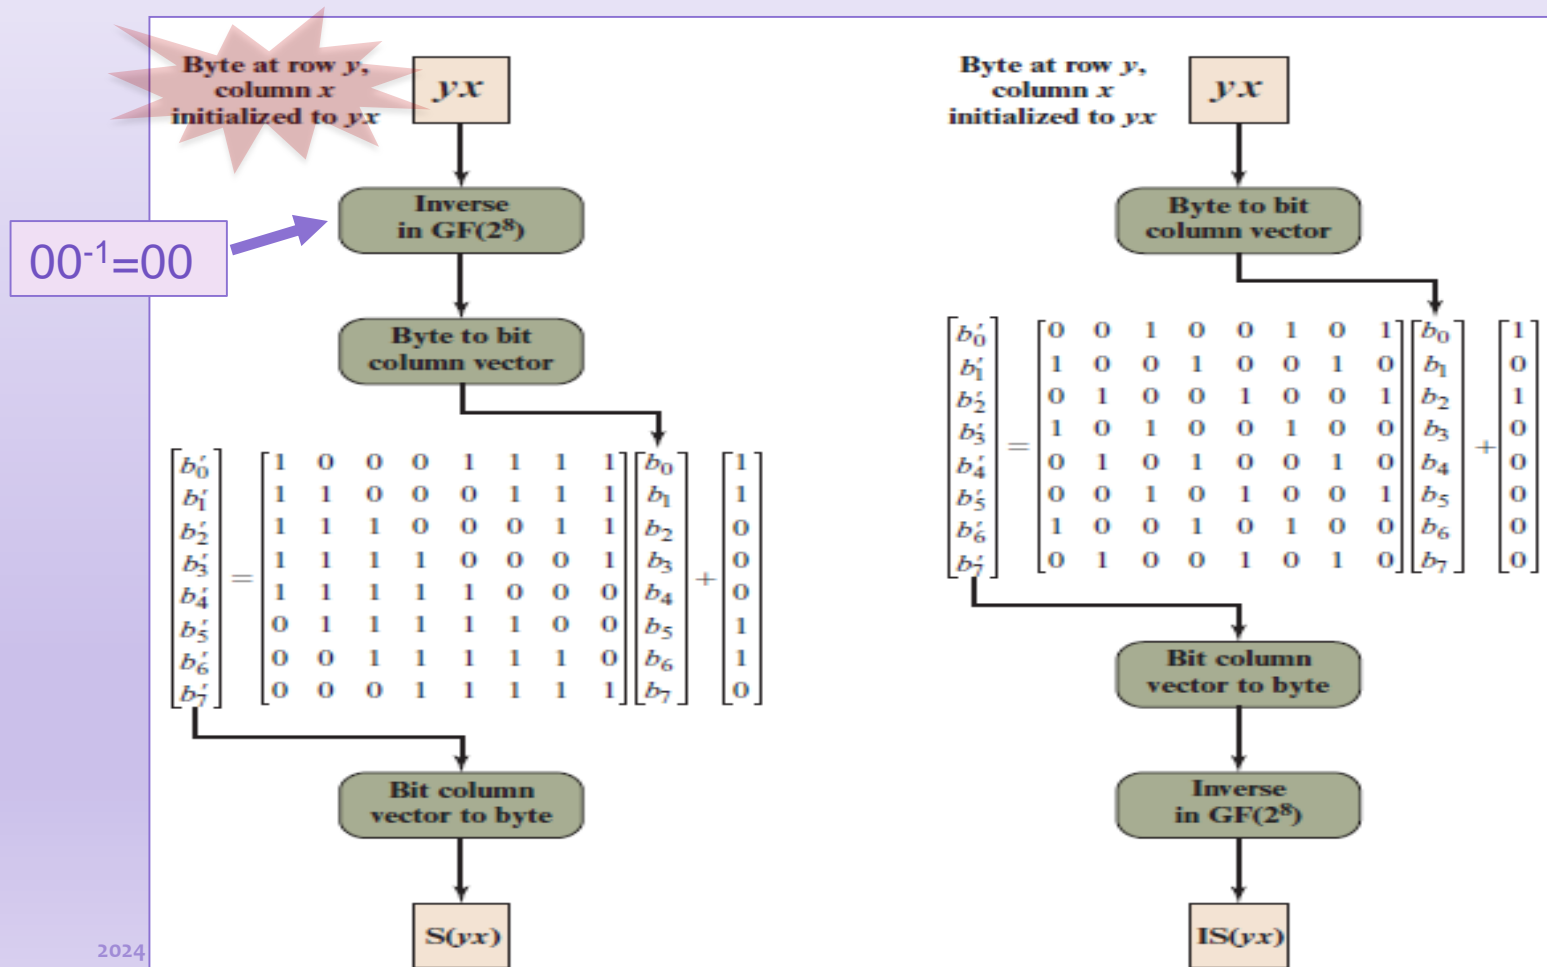 Byte at row y,
column x
initialized to yx
yx
Inverse
in GF(2⁸)
00⁻¹=00
Byte to bit
column vector
b′₀ 1 0 0 0 1 1 1 1 b₀ 1
b′₁ 1 1 0 0 0 1 1 1 b₁ 1
b′₂ 1 1 1 0 0 0 1 1 b₂ 0
b′₃ 1 1 1 1 0 0 0 1 b₃ 0
= +
b′₄ 1 1 1 1 1 0 0 0 b₄ 0
b′₅ 0 1 1 1 1 1 0 0 b₅ 1
b′₆ 0 0 1 1 1 1 1 0 b₆ 1
b′₇ 0 0 0 1 1 1 1 1 b₇ 0
Bit column
vector to byte
S(yx)
Byte at row y,
column x
initialized to yx
yx
Byte to bit
column vector
b′₀ 0 0 1 0 0 1 0 1 b₀ 1
b′₁ 1 0 0 1 0 0 1 0 b₁ 0
b′₂ 0 1 0 0 1 0 0 1 b₂ 1
b′₃ 1 0 1 0 0 1 0 0 b₃ 0
= +
b′₄ 0 1 0 1 0 0 1 0 b₄ 0
b′₅ 0 0 1 0 1 0 0 1 b₅ 0
b′₆ 1 0 0 1 0 1 0 0 b₆ 0
b′₇ 0 1 0 0 1 0 1 0 b₇ 0
Bit column
vector to byte
Inverse
in GF(2⁸)
IS(yx)
2024